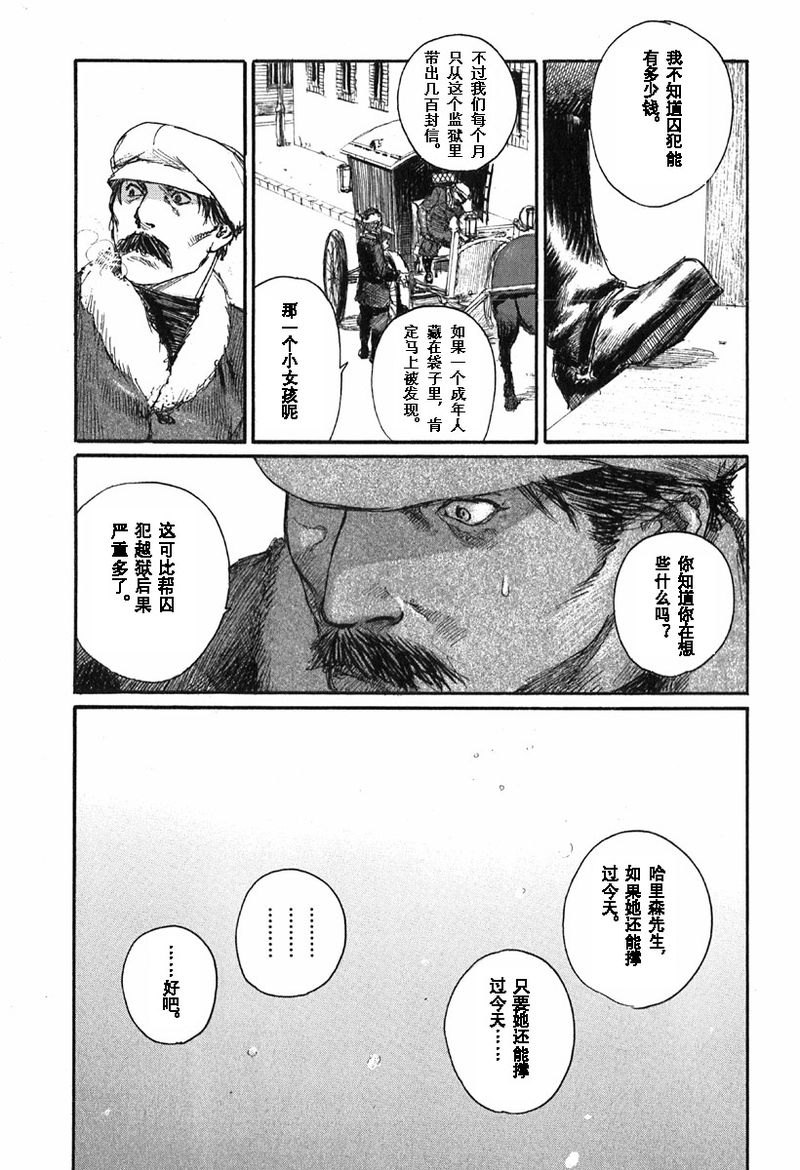 我不知道囚犯能
有多少钱。
不过我们每个月
只从这个监狱里
带出几百封信。
如果一个成年人
藏在袋子里，肯
定马上被发现。
那一个小女孩呢
你知道你在想
些什么吗？
这可比帮囚
犯越狱后果
严重多了。
哈里森先生，
如果她还能撑
过今天。
只要她还能撑
过今天……
………
………
……
……好吧。